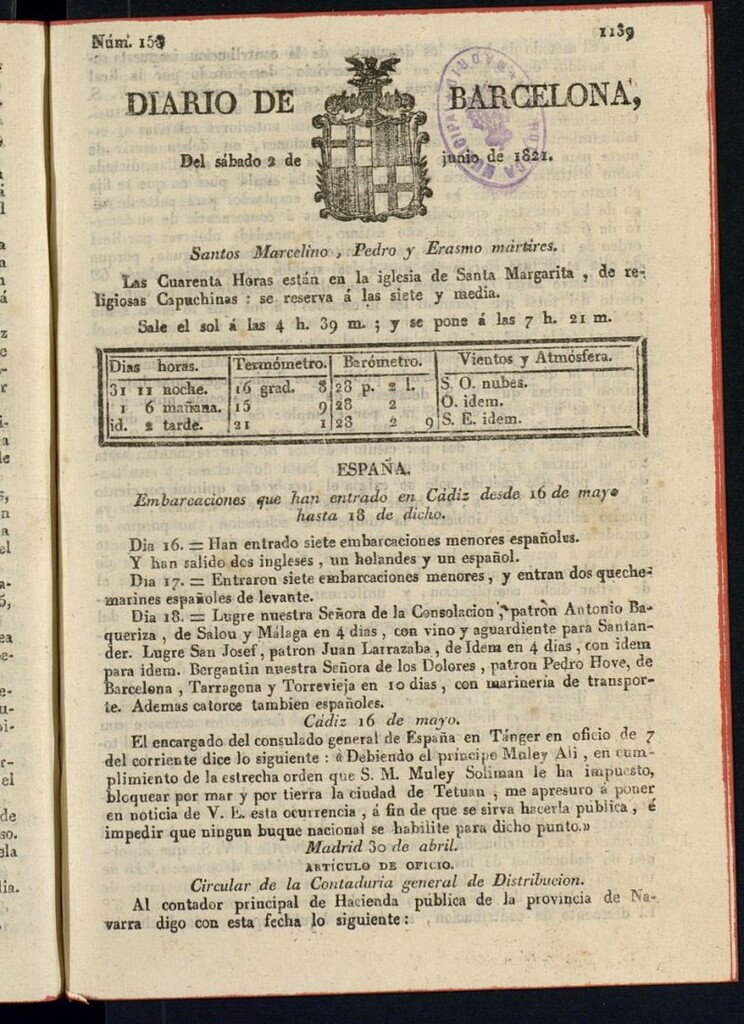 Núm. 153
1139
DIARIO DE BARCELONA,
Del sábado 2 de junio de 1821.
Santos Marcelino, Pedro y Erasmo mártires.
Las Cuarenta Horas están en la iglesia de Santa Margarita, de re-
ligiosas Capuchinas: se reserva á las siete y media.
Sale el sol á las 4 h. 39 m.; y se pone á las 7 h. 21 m.
Dias horas. Termómetro. Barómetro. Vientos y Atmósfera.
31 11 noche. 16 grad. 8 28 p. 2 l. S. O. nubes.
1 6 mañana. 15 9 28 2 O. idem.
id. 2 tarde. 21 1 28 2 9 S. E. idem.
ESPAÑA.
Embarcaciones que han entrado en Cádiz desde 16 de mayo
hasta 18 de dicho.
Dia 16. = Han entrado siete embarcaciones menores españoles.
Y han salido dos ingleses, un holandes y un español.
Dia 17. = Entraron siete embarcaciones menores, y entran dos queche-
marines españoles de levante.
Dia 18. = Lugre nuestra Señora de la Consolacion, patron Antonio Ba-
queriza, de Salou y Málaga en 4 dias, con vino y aguardiente para Santan-
der. Lugre San Josef, patron Juan Larrazaba, de Idem en 4 dias, con idem
para idem. Bergantin nuestra Señora de los Dolores, patron Pedro Hove, de
Barcelona, Tarragona y Torrevieja en 10 dias, con marinería de transpor-
te. Ademas catorce tambien españoles.
Cádiz 16 de mayo.
El encargado del consulado general de España en Tánger en oficio de 7
del corriente dice lo siguiente: «Debiendo el príncipe Muley Ali, en cum-
plimiento de la estrecha orden que S. M. Muley Soliman le ha impuesto,
bloquear por mar y por tierra la ciudad de Tetuan, me apresuro á poner
en noticia de V. E. esta ocurrencia, á fin de que se sirva hacerla publica, é
impedir que ningun buque nacional se habilite para dicho punto.»
Madrid 30 de abril.
ARTÍCULO DE OFICIO.
Circular de la Contaduría general de Distribucion.
Al contador principal de Hacienda pública de la provincia de Na-
varra digo con esta fecha lo siguiente: